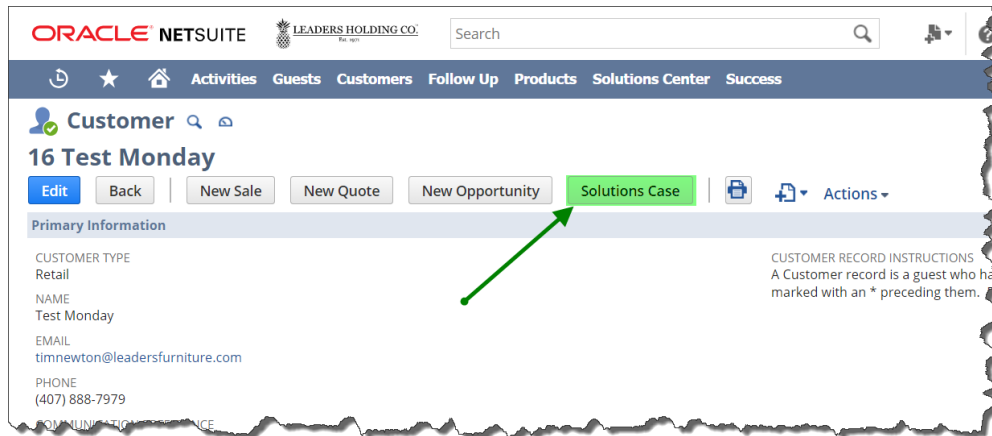 ORACLE NETSUITE LEADERS HOLDING CO. Search
Activities Guests Customers Follow Up Products Solutions Center Success
Customer
16 Test Monday
Edit Back New Sale New Quote New Opportunity Solutions Case Actions
Primary Information
CUSTOMER TYPE
Retail
NAME
Test Monday
EMAIL
timnewton@leadersfurniture.com
PHONE
(407) 888-7979
CUSTOMER RECORD INSTRUCTIONS
A Customer record is a guest who
marked with an * preceding them.